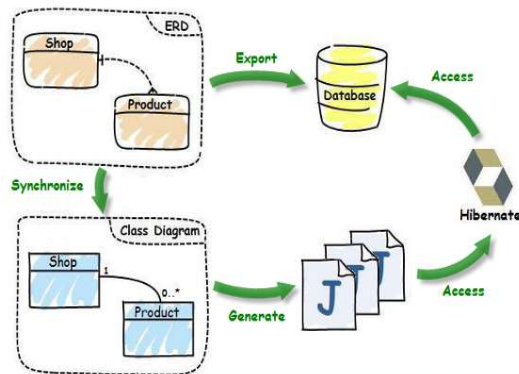 ERD
Shop
Product
Export
Database
Access
Synchronize
Hibernate
Class Diagram
Shop
1
0..*
Product
Generate
J
J
J
Access